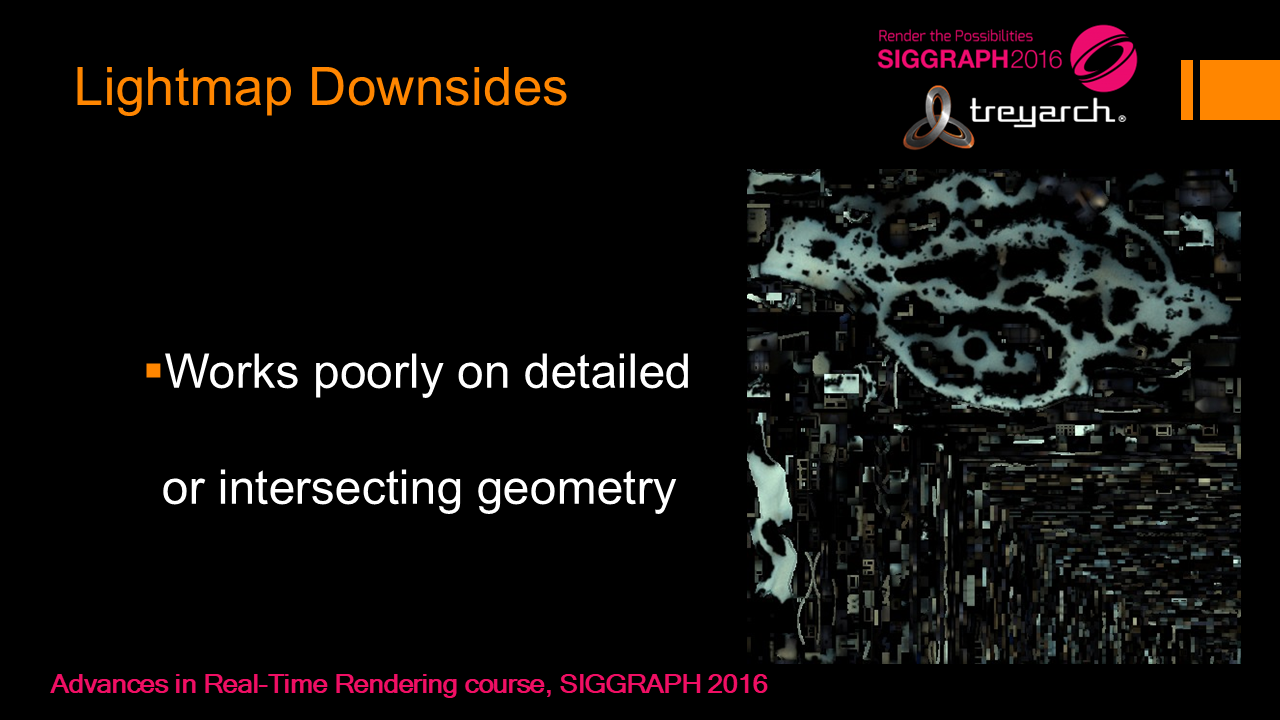 Lightmap Downsides
Render the Possibilities
SIGGRAPH2016
treyarch®
▪Works poorly on detailed
or intersecting geometry
Advances in Real-Time Rendering course, SIGGRAPH 2016